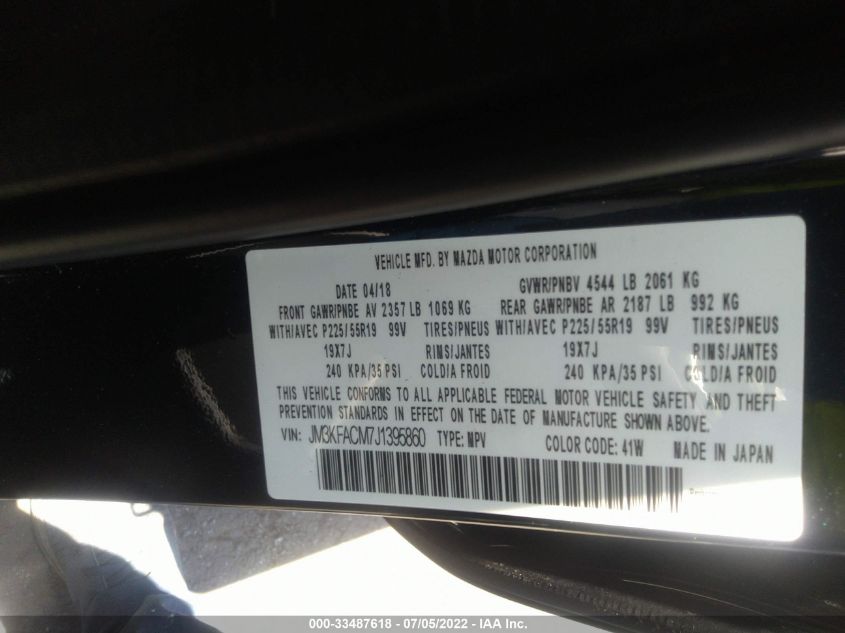 VEHICLE MFD. BY MAZDA MOTOR CORPORATION
DATE 04/18 GVWR/PNBV 4544 LB 2061 KG
FRONT GAWR/PNBE AV 2357 LB 1069 KG REAR GAWR/PNBE AR 2187 LB 992 KG
WITH/AVEC P225/55R19 99V TIRES/PNEUS WITH/AVEC P225/55R19 99V TIRES/PNEUS
19X7J RIMS/JANTES 19X7J RIMS/JANTES
240 KPA/35 PSI COLD/A FROID 240 KPA/35 PSI COLD/A FROID
THIS VEHICLE CONFORMS TO ALL APPLICABLE FEDERAL MOTOR VEHICLE SAFETY AND THEFT
PREVENTION STANDARDS IN EFFECT ON THE DATE OF MANUFACTURE SHOWN ABOVE.
VIN: JM3KFACM7J1395860 TYPE: MPV COLOR CODE: 41W MADE IN JAPAN
000-33487618 - 07/05/2022 - IAA Inc.